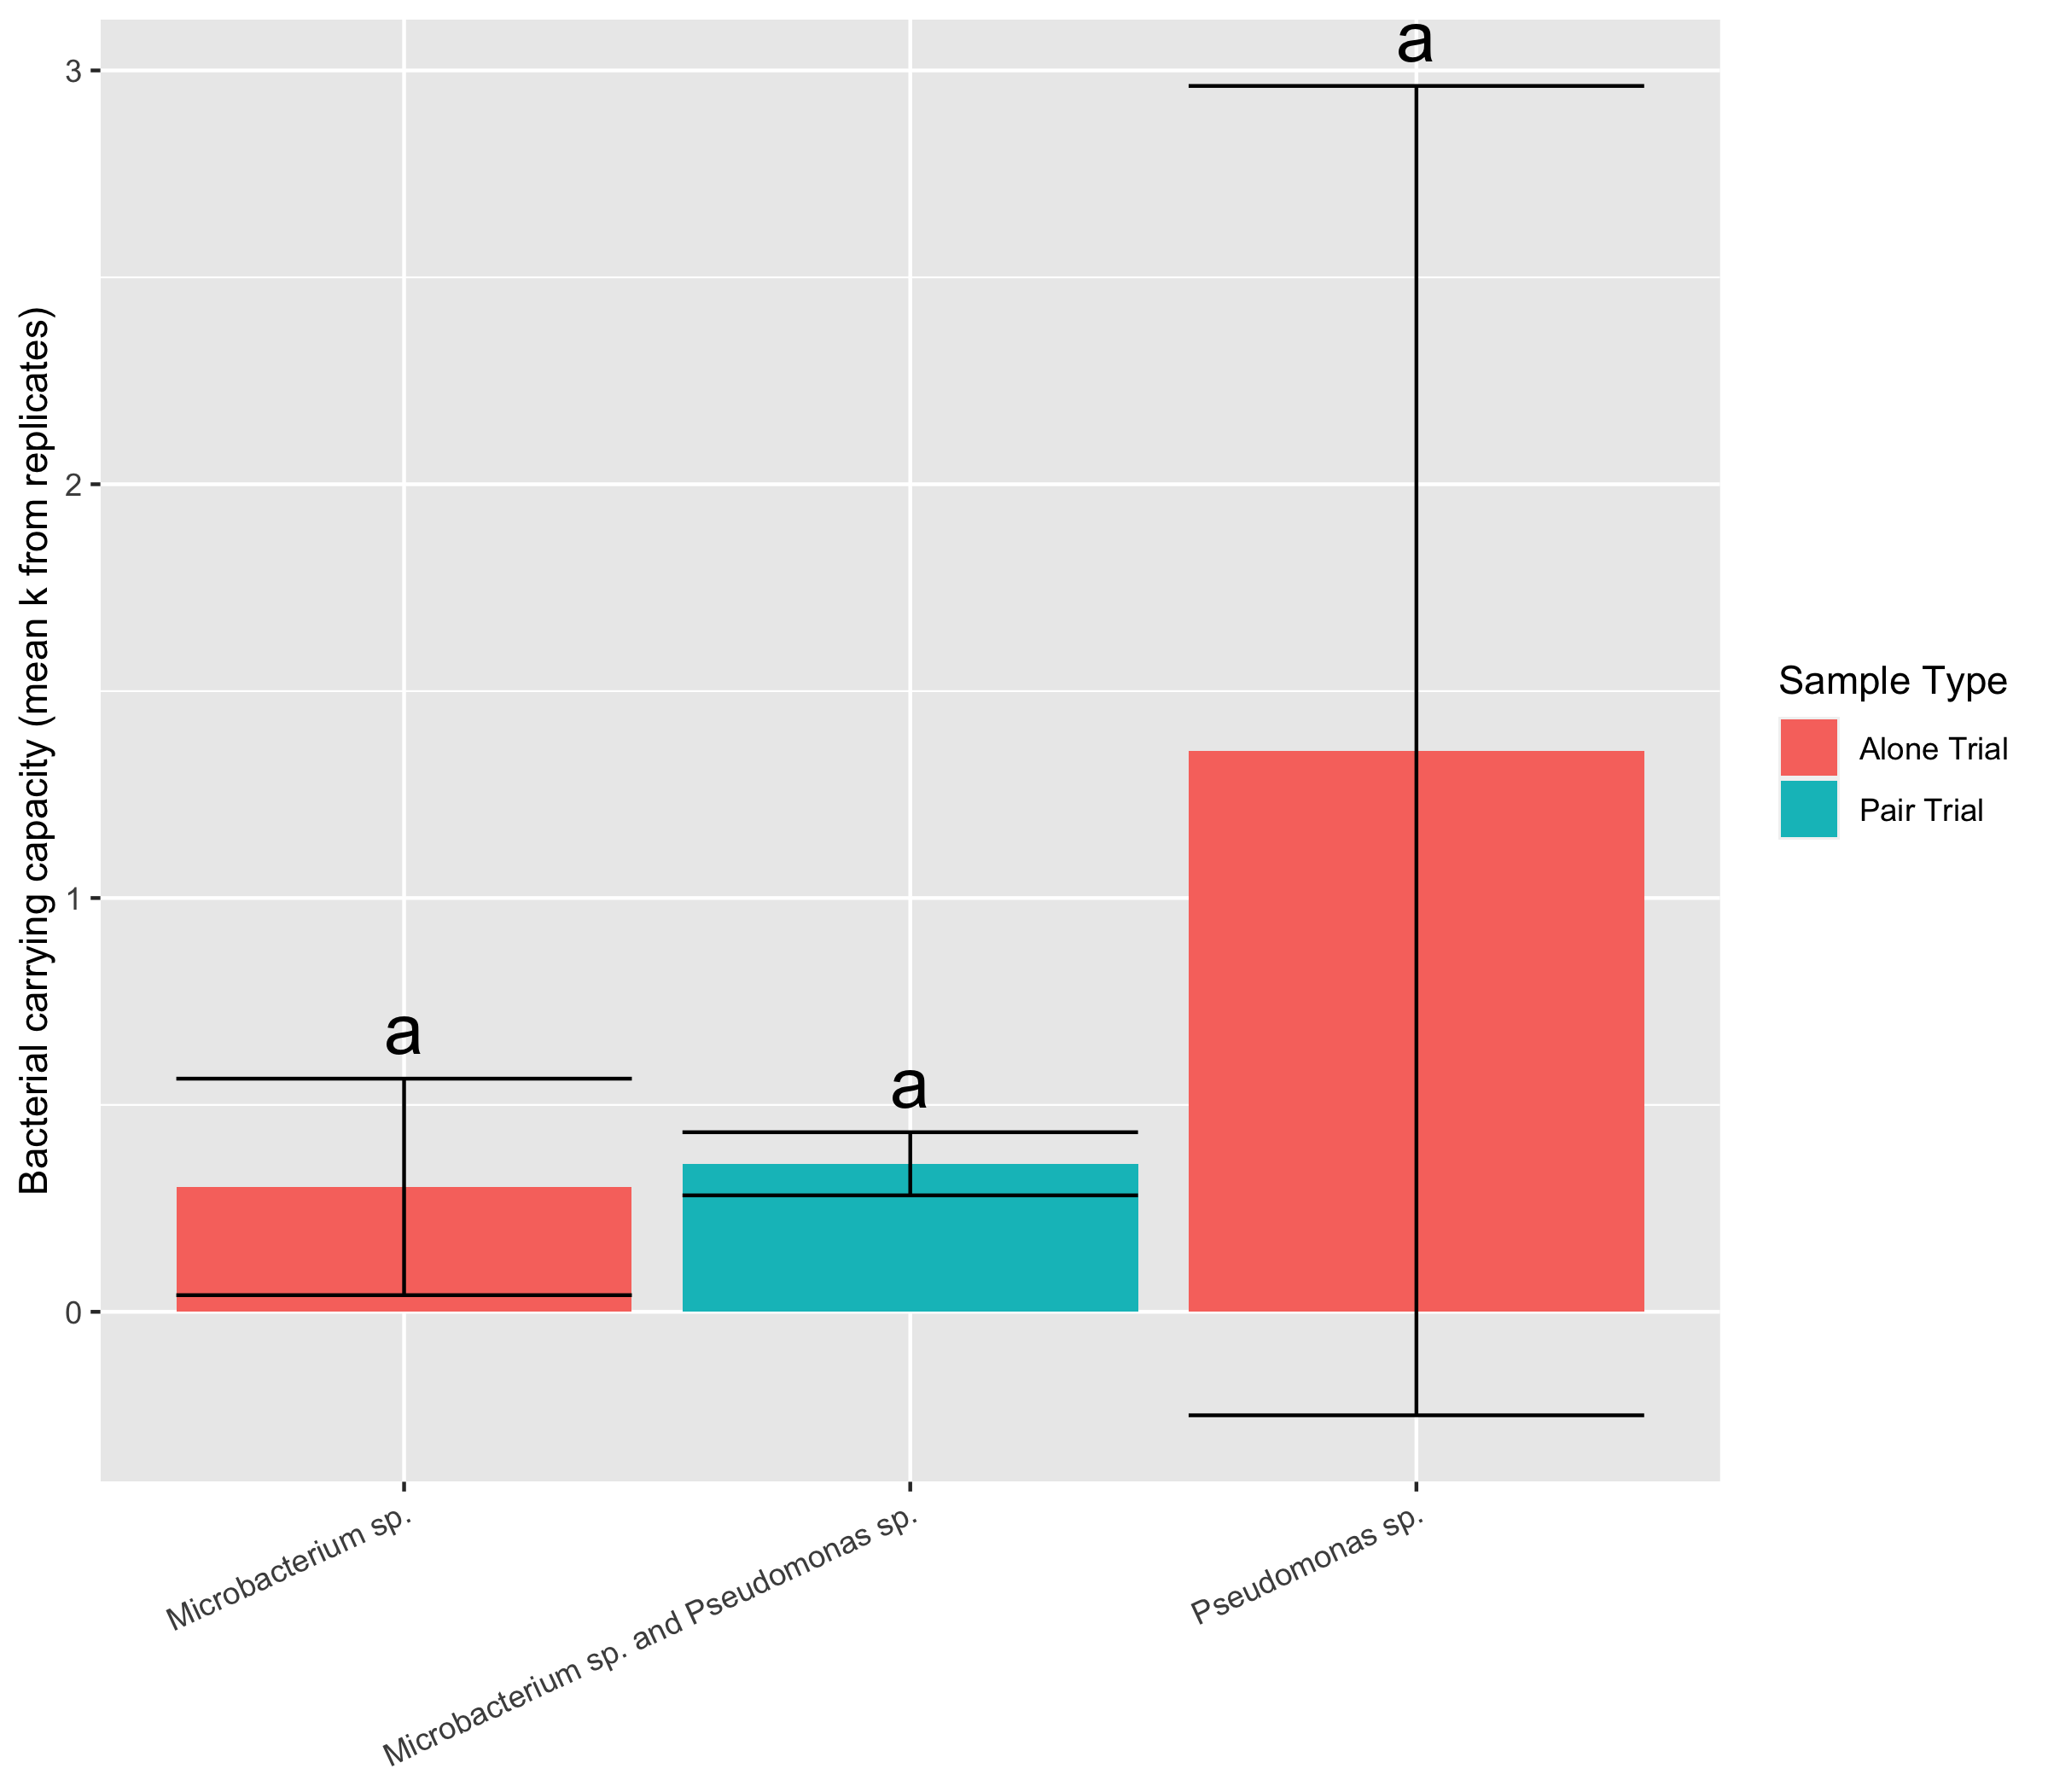 Bacterial carrying capacity (mean k from replicates)
3
2
1
0
a
a
a
Microbacterium sp.
Microbacterium sp. and Pseudomonas sp.
Pseudomonas sp.
Sample Type
Alone Trial
Pair Trial